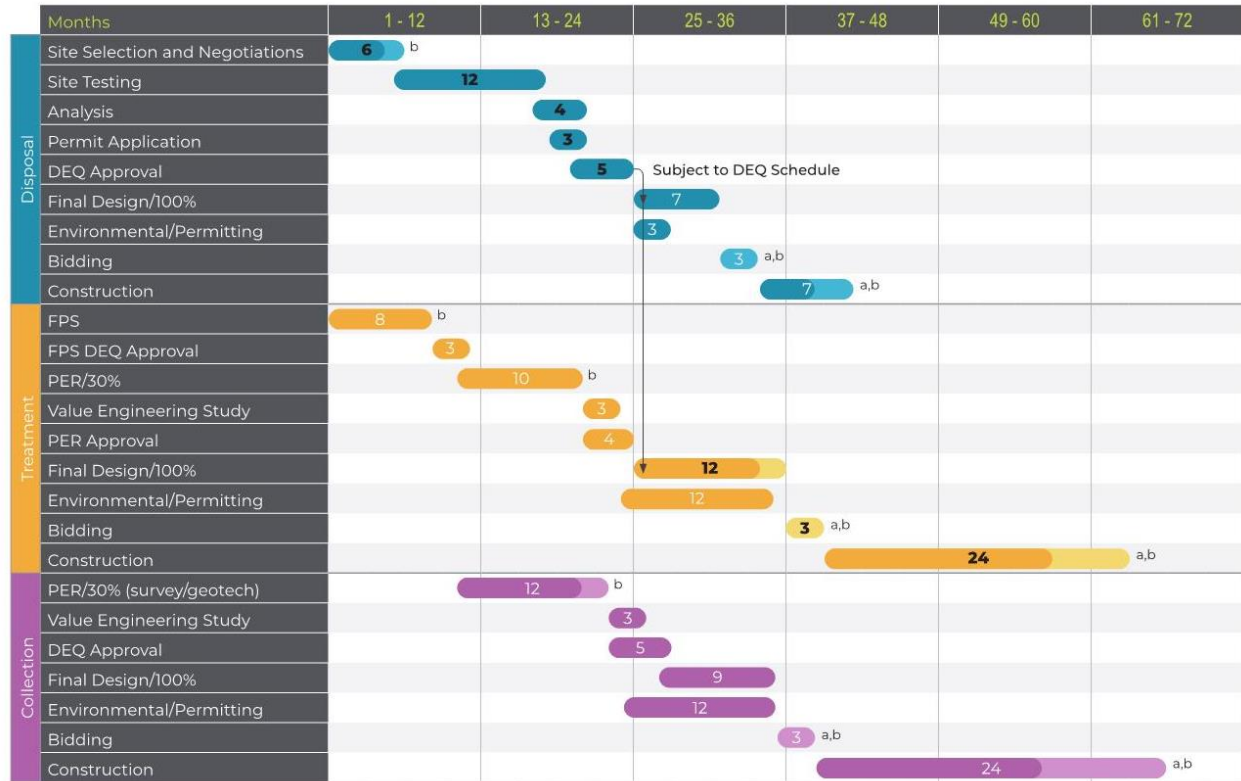 Months 1 - 12 13 - 24 25 - 36 37 - 48 49 - 60 61 - 72
Disposal
Site Selection and Negotiations 6 b
Site Testing 12
Analysis 4
Permit Application 3
DEQ Approval 5 Subject to DEQ Schedule
Final Design/100% 7
Environmental/Permitting 3
Bidding 3 a,b
Construction 7 a,b
Treatment
FPS 8 b
FPS DEQ Approval 3
PER/30% 10 b
Value Engineering Study 3
PER Approval 4
Final Design/100% 12
Environmental/Permitting 12
Bidding 3 a,b
Construction 24 a,b
Collection
PER/30% (survey/geotech) 12 b
Value Engineering Study 3
DEQ Approval 5
Final Design/100% 9
Environmental/Permitting 12
Bidding 3 a,b
Construction 24 a,b